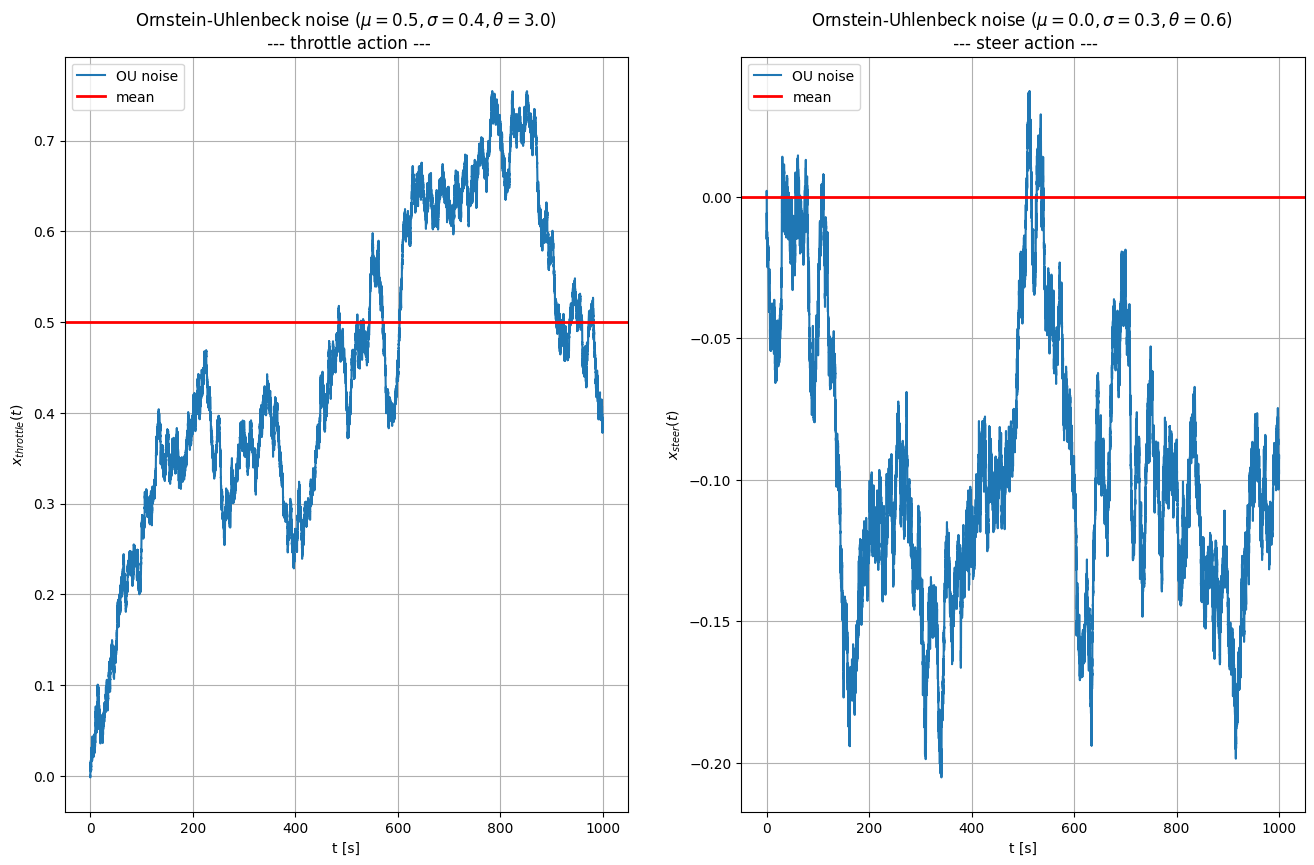 Ornstein-Uhlenbeck noise (μ = 0.5, σ = 0.4, θ = 3.0)
--- throttle action ---
OU noise
mean
0.7
0.6
0.5
0.4
0.3
0.2
0.1
0.0
x_throttle(t)
0
200
400
600
800
1000
t [s]
Ornstein-Uhlenbeck noise (μ = 0.0, σ = 0.3, θ = 0.6)
--- steer action ---
OU noise
mean
0.00
−0.05
−0.10
−0.15
−0.20
x_steer(t)
0
200
400
600
800
1000
t [s]